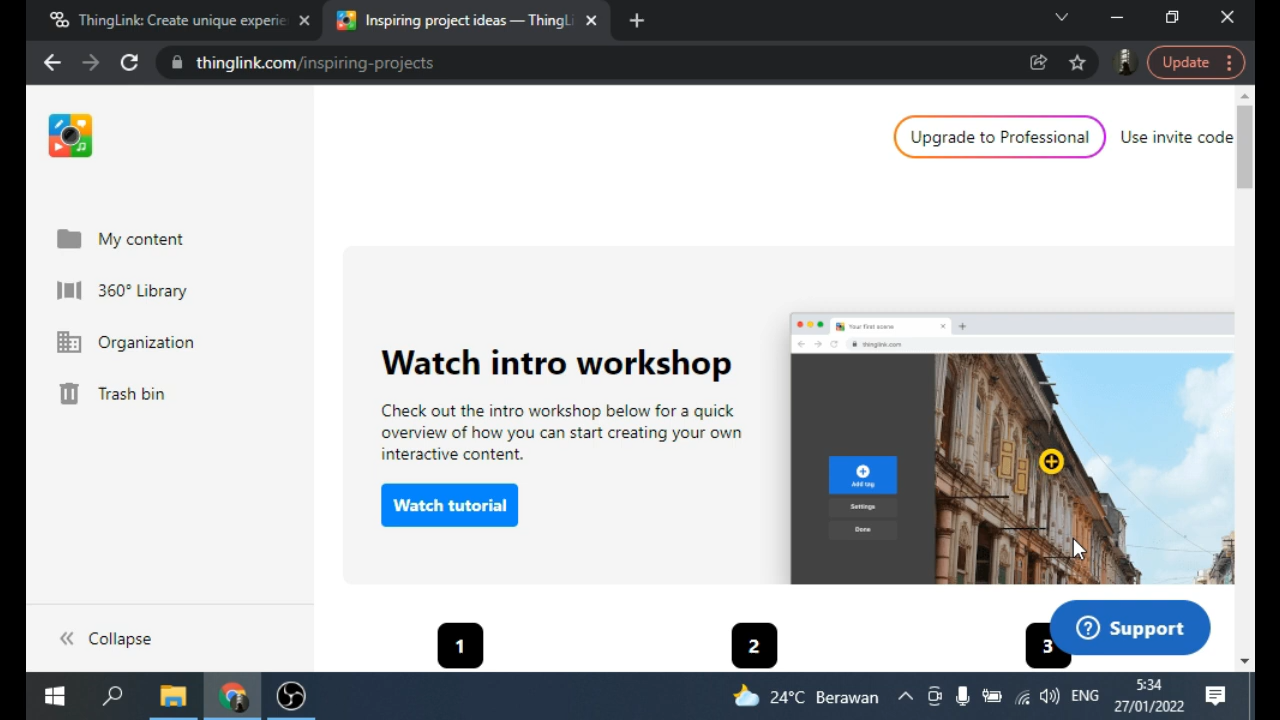 ThingLink: Create unique experie
Inspiring project ideas — ThingLi
thinglink.com/inspiring-projects
Update
Upgrade to Professional
Use invite code
My content
360° Library
Organization
Trash bin
Watch intro workshop
Check out the intro workshop below for a quick
overview of how you can start creating your own
interactive content.
Watch tutorial
Your first scene
thinglink.com
Add tag
Settings
Done
Collapse
1
2
3
Support
24°C Berawan
ENG
5:34
27/01/2022